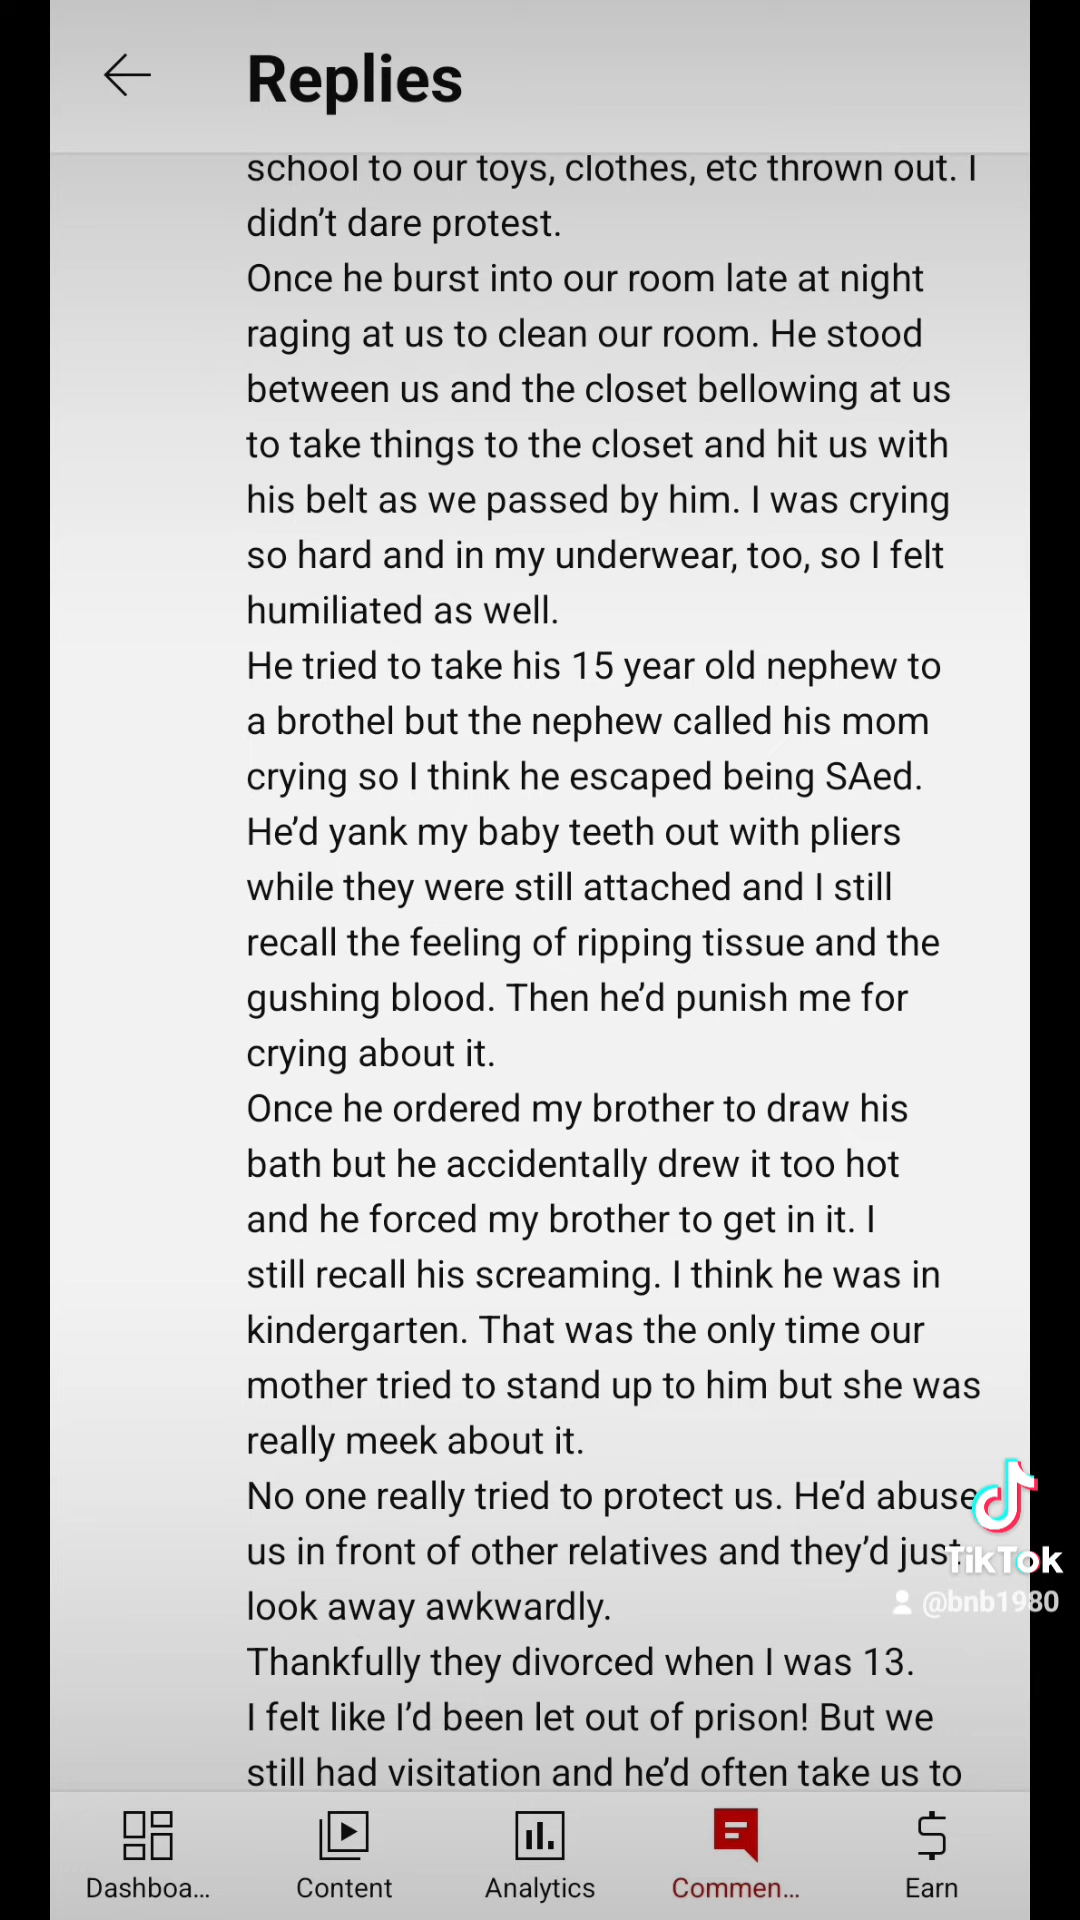 Replies
school to our toys, clothes, etc thrown out. I
didn’t dare protest.
Once he burst into our room late at night
raging at us to clean our room. He stood
between us and the closet bellowing at us
to take things to the closet and hit us with
his belt as we passed by him. I was crying
so hard and in my underwear, too, so I felt
humiliated as well.
He tried to take his 15 year old nephew to
a brothel but the nephew called his mom
crying so I think he escaped being SAed.
He’d yank my baby teeth out with pliers
while they were still attached and I still
recall the feeling of ripping tissue and the
gushing blood. Then he’d punish me for
crying about it.
Once he ordered my brother to draw his
bath but he accidentally drew it too hot
and he forced my brother to get in it. I
still recall his screaming. I think he was in
kindergarten. That was the only time our
mother tried to stand up to him but she was
really meek about it.
No one really tried to protect us. He’d abuse
us in front of other relatives and they’d just
look away awkwardly.
Thankfully they divorced when I was 13.
I felt like I’d been let out of prison! But we
still had visitation and he’d often take us to
TikTok
@bnb1980
Dashboa...
Content
Analytics
Commen...
Earn